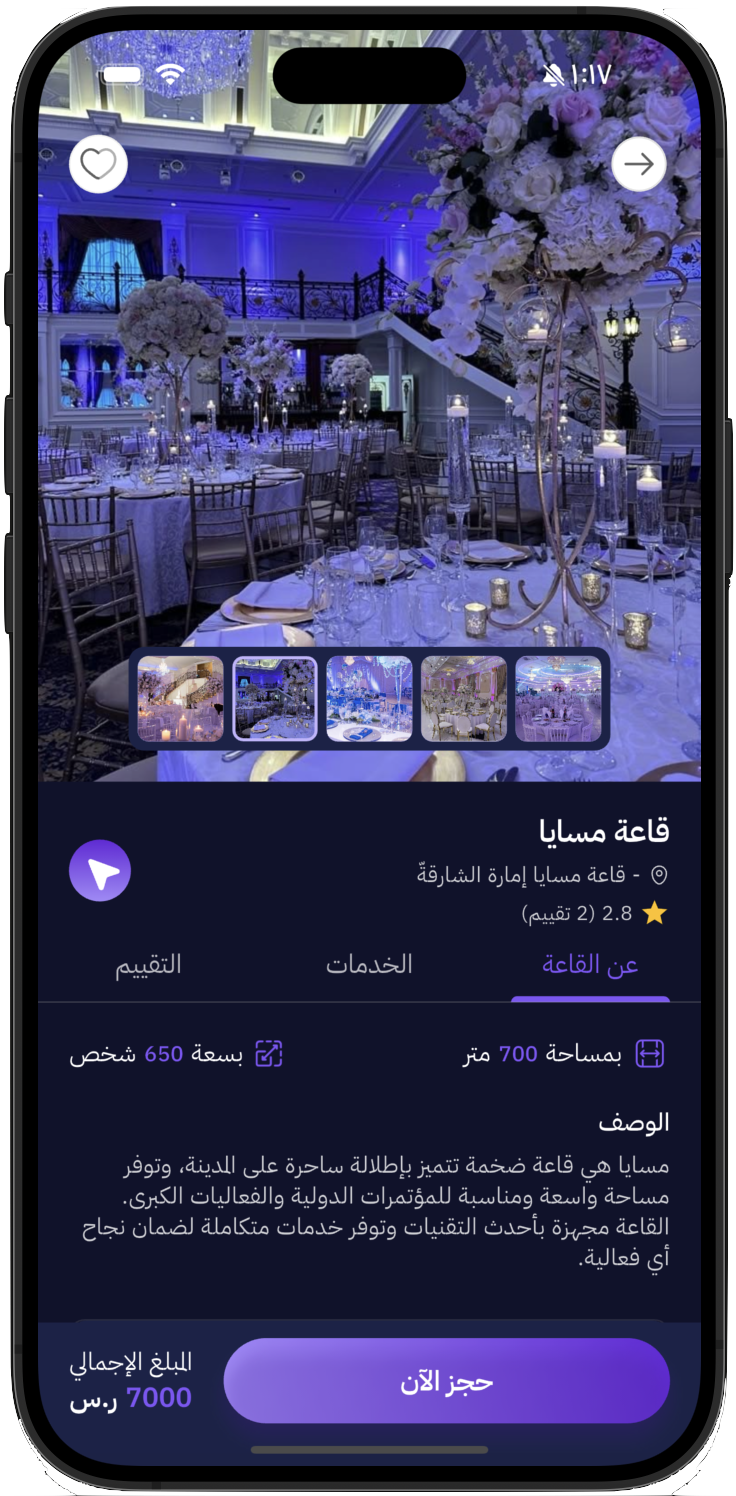 ١:١٧
قاعة مسايا
- قاعة مسايا إمارة الشارقةّ
2.8 (2 تقييم)
عن القاعة الخدمات التقييم
بمساحة 700 متر بسعة 650 شخص
الوصف
مسايا هي قاعة ضخمة تتميز بإطلالة ساحرة على المدينة، وتوفر
مساحة واسعة ومناسبة للمؤتمرات الدولية والفعاليات الكبرى.
القاعة مجهزة بأحدث التقنيات وتوفر خدمات متكاملة لضمان نجاح
أي فعالية.
حجز الآن
المبلغ الإجمالي
7000 ر.س